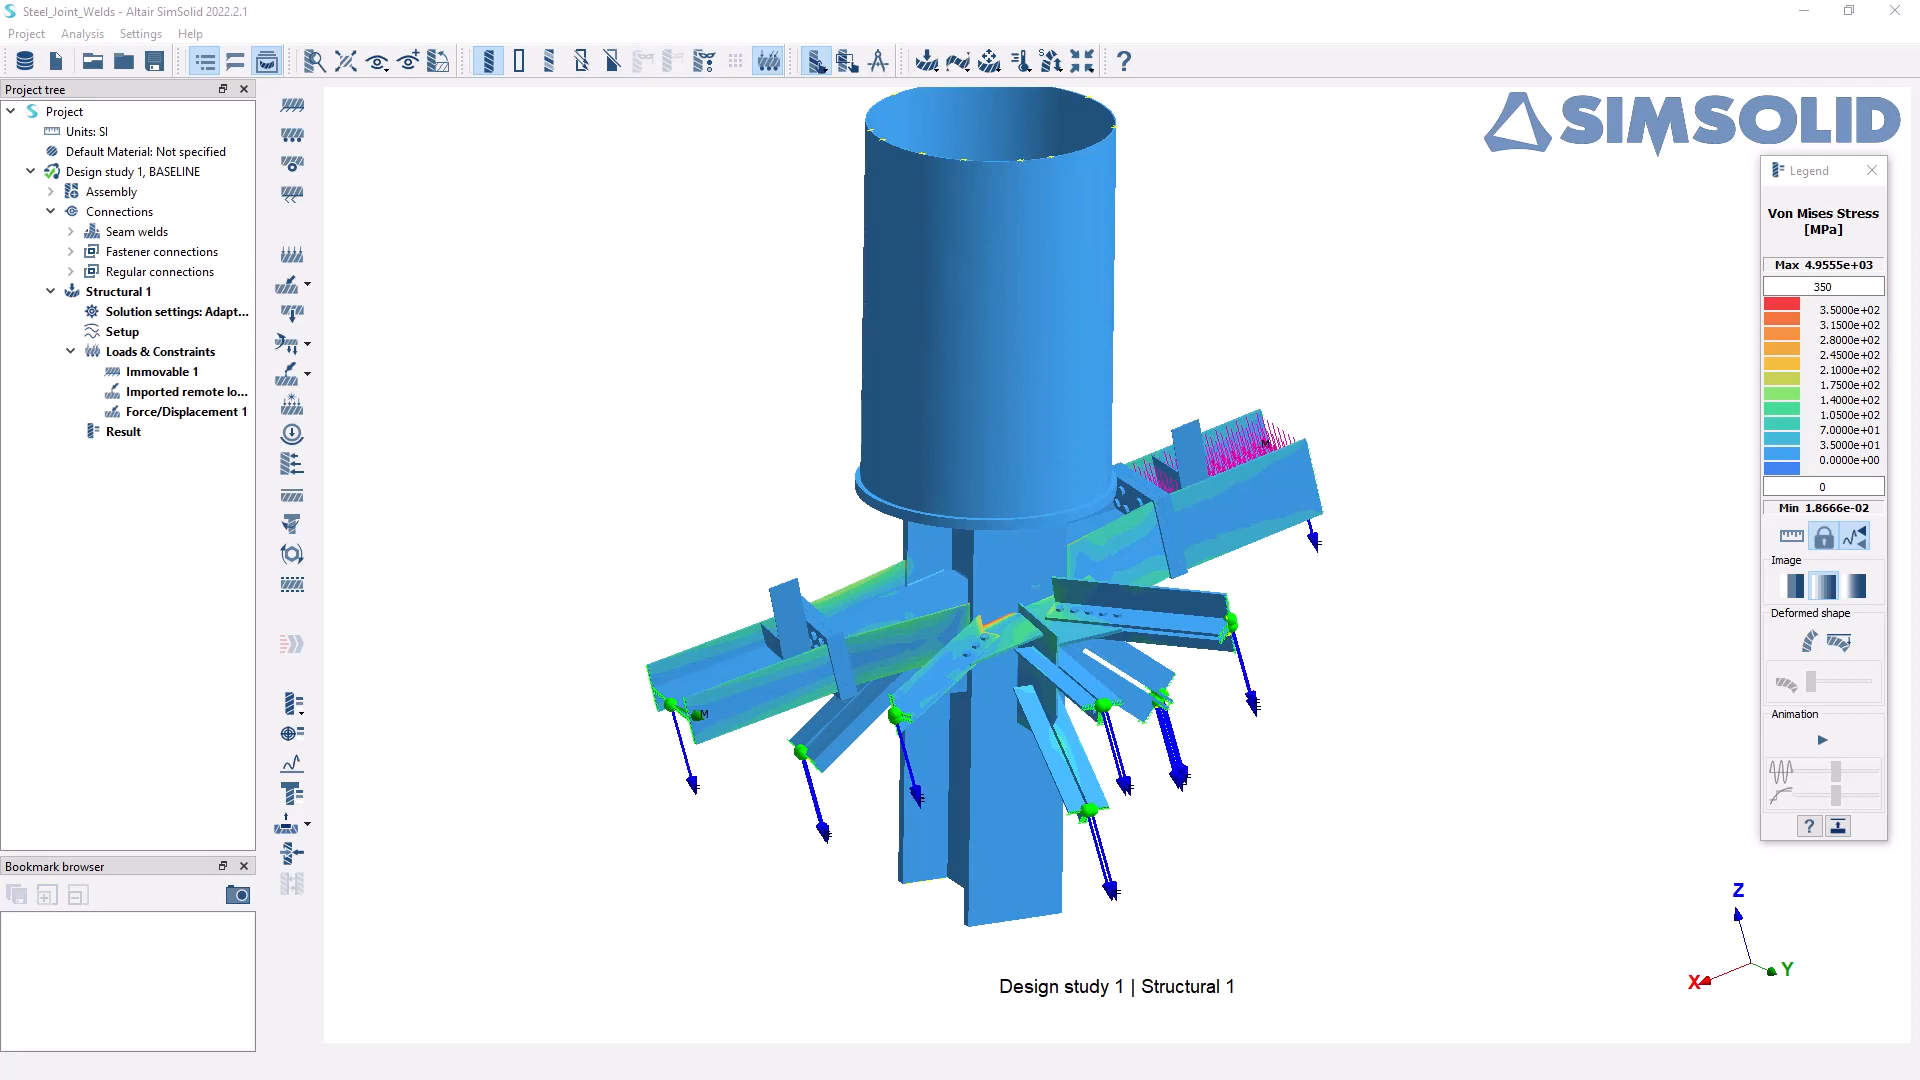 Steel_Joint_Welds - Altair SimSolid 2022.2.1
Project Analysis Settings Help
Project tree
Project
Units: SI
Default Material: Not specified
Design study 1, BASELINE
Assembly
Connections
Seam welds
Fastener connections
Regular connections
Structural 1
Solution settings: Adapt...
Setup
Loads & Constraints
Immovable 1
Imported remote lo...
Force/Displacement 1
Result
Bookmark browser
SIMSOLID
Legend
Von Mises Stress
[MPa]
Max 4.9555e+03
350
3.5000e+02
3.1500e+02
2.8000e+02
2.4500e+02
2.1000e+02
1.7500e+02
1.4000e+02
1.0500e+02
7.0000e+01
3.5000e+01
0.0000e+00
0
Min 1.8666e-02
Image
Deformed shape
Animation
M
M
F
F
F
F
F
F
F
F
Z
X
Y
Design study 1 | Structural 1